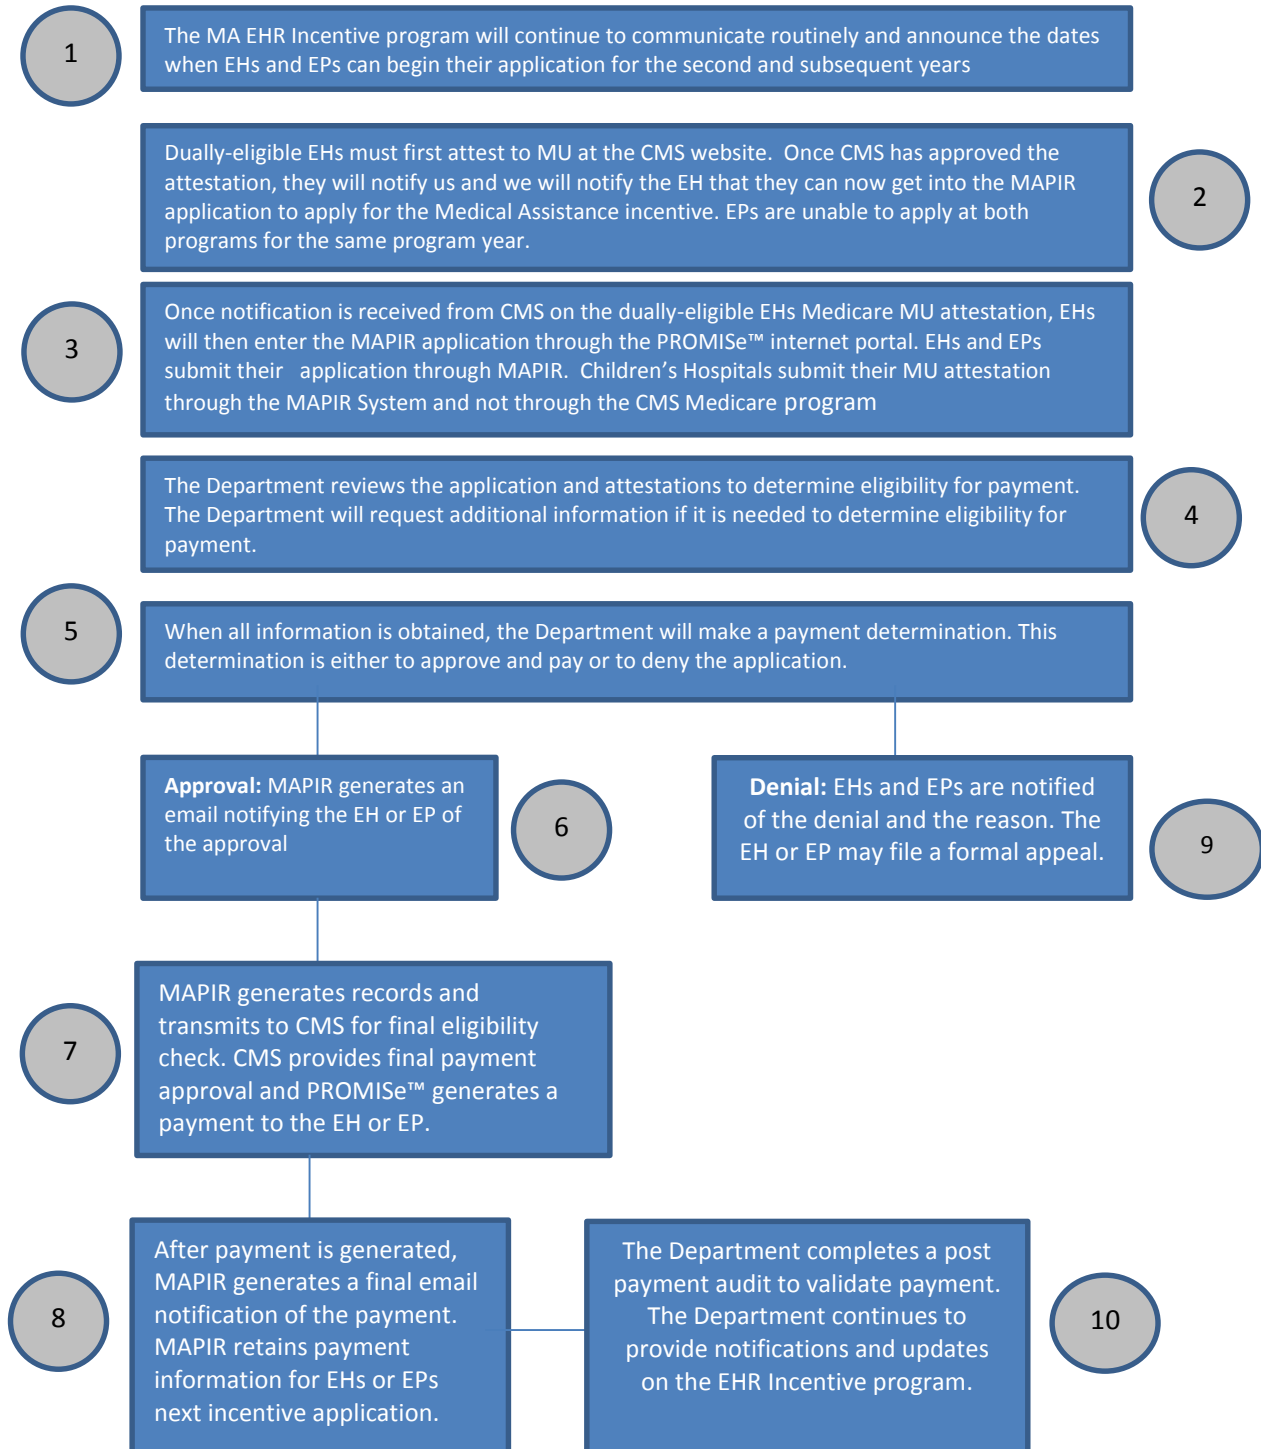 1
The MA EHR Incentive program will continue to communicate routinely and announce the dates
when EHs and EPs can begin their application for the second and subsequent years
Dually-eligible EHs must first attest to MU at the CMS website.  Once CMS has approved the
attestation, they will notify us and we will notify the EH that they can now get into the MAPIR
application to apply for the Medical Assistance incentive. EPs are unable to apply at both
programs for the same program year.
2
3
Once notification is received from CMS on the dually-eligible EHs Medicare MU attestation, EHs
will then enter the MAPIR application through the PROMISe™ internet portal. EHs and EPs
submit their   application through MAPIR.  Children's Hospitals submit their MU attestation
through the MAPIR System and not through the CMS Medicare program
The Department reviews the application and attestations to determine eligibility for payment.
The Department will request additional information if it is needed to determine eligibility for
payment.
4
5
When all information is obtained, the Department will make a payment determination. This
determination is either to approve and pay or to deny the application.
Approval: MAPIR generates an
email notifying the EH or EP of
the approval
6
Denial: EHs and EPs are notified
of the denial and the reason. The
EH or EP may file a formal appeal.
9
7
MAPIR generates records and
transmits to CMS for final eligibility
check. CMS provides final payment
approval and PROMISe™ generates a
payment to the EH or EP.
8
After payment is generated,
MAPIR generates a final email
notification of the payment.
MAPIR retains payment
information for EHs or EPs
next incentive application.
The Department completes a post
payment audit to validate payment.
The Department continues to
provide notifications and updates
on the EHR Incentive program.
10